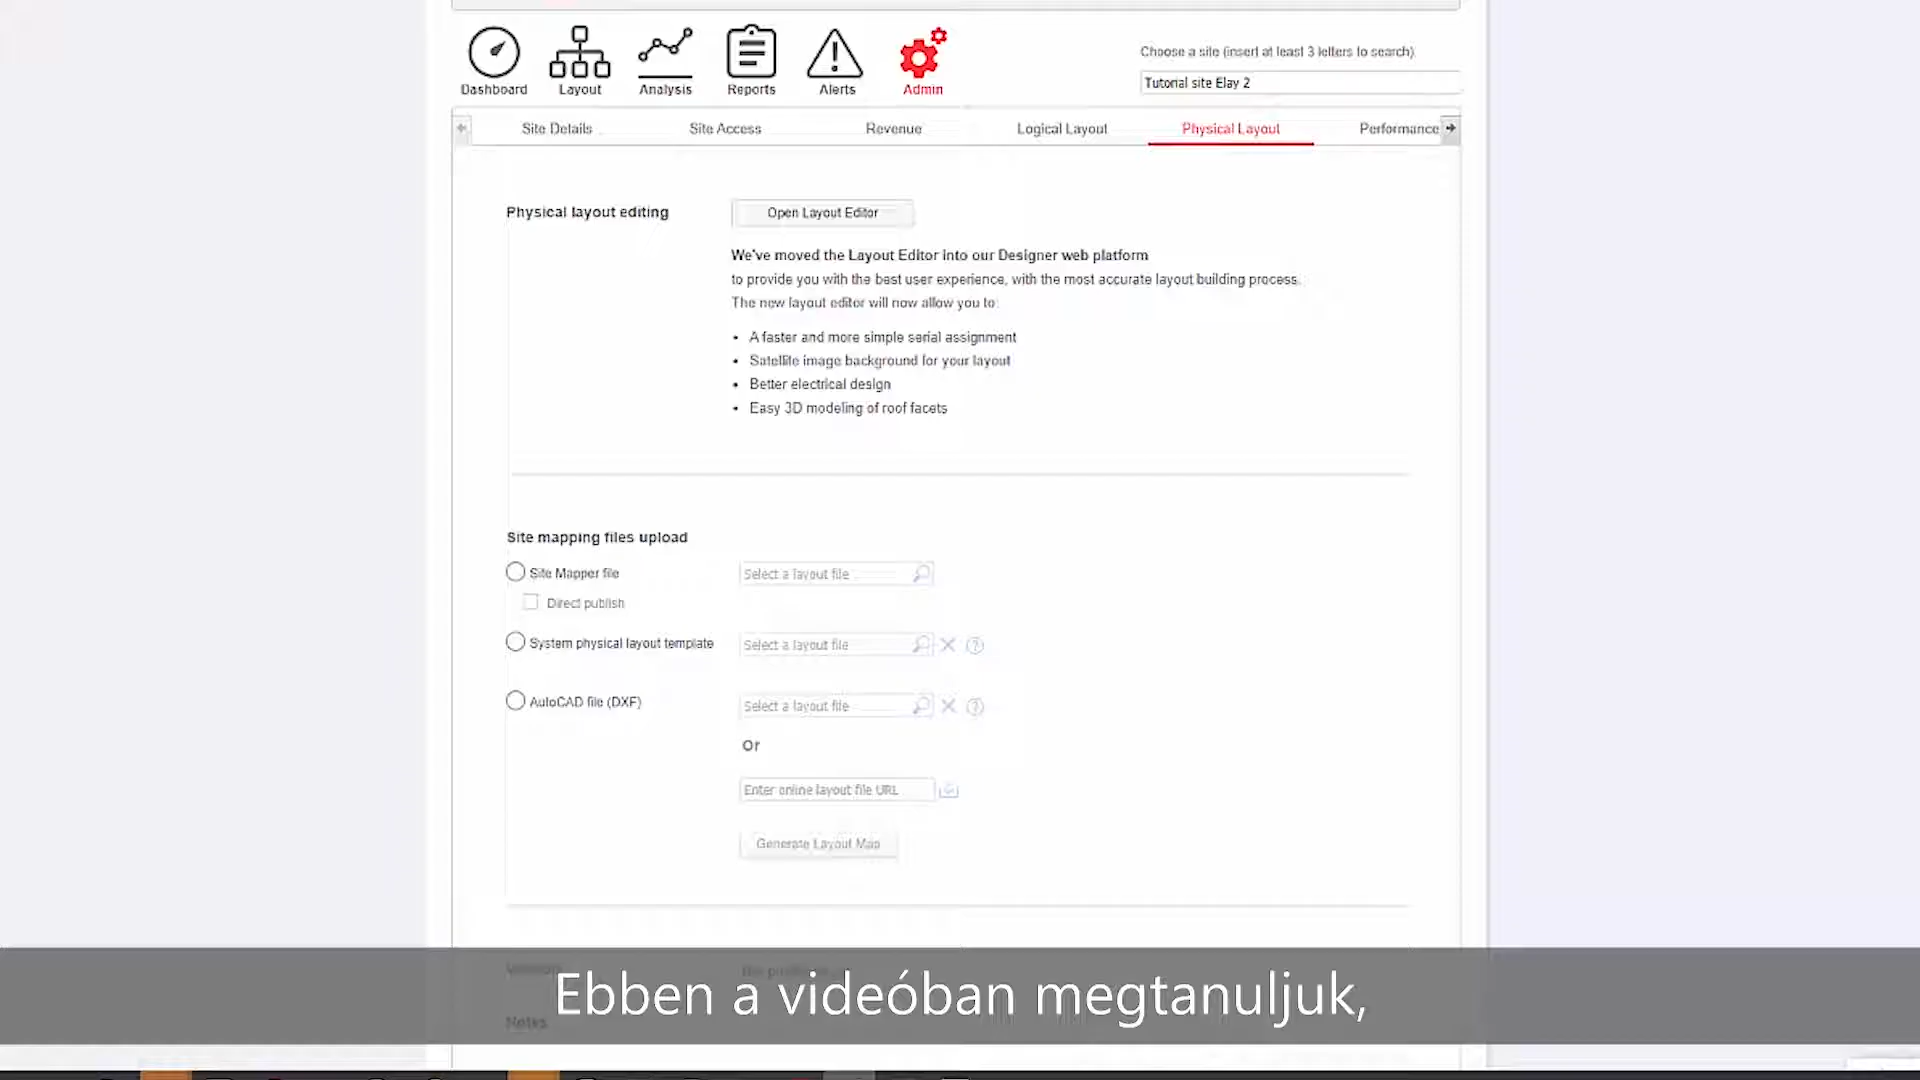 Dashboard
Layout
Analysis
Reports
Alerts
Admin
Choose a site (insert at least 3 letters to search).
Tutorial site Elay 2
Site Details
Site Access
Revenue
Logical Layout
Physical Layout
Performance
Physical layout editing
Open Layout Editor
We've moved the Layout Editor into our Designer web platform
to provide you with the best user experience, with the most accurate layout building process.
The new layout editor will now allow you to:
• A faster and more simple serial assignment
• Satellite image background for your layout
• Better electrical design
• Easy 3D modeling of roof facets
Site mapping files upload
Site Mapper file
Select a layout file
Direct publish
System physical layout template
Select a layout file
AutoCAD file (DXF)
Select a layout file
Or
Enter online layout file URL
Generate Layout Map
Ebben a videóban megtanuljuk,
Notes